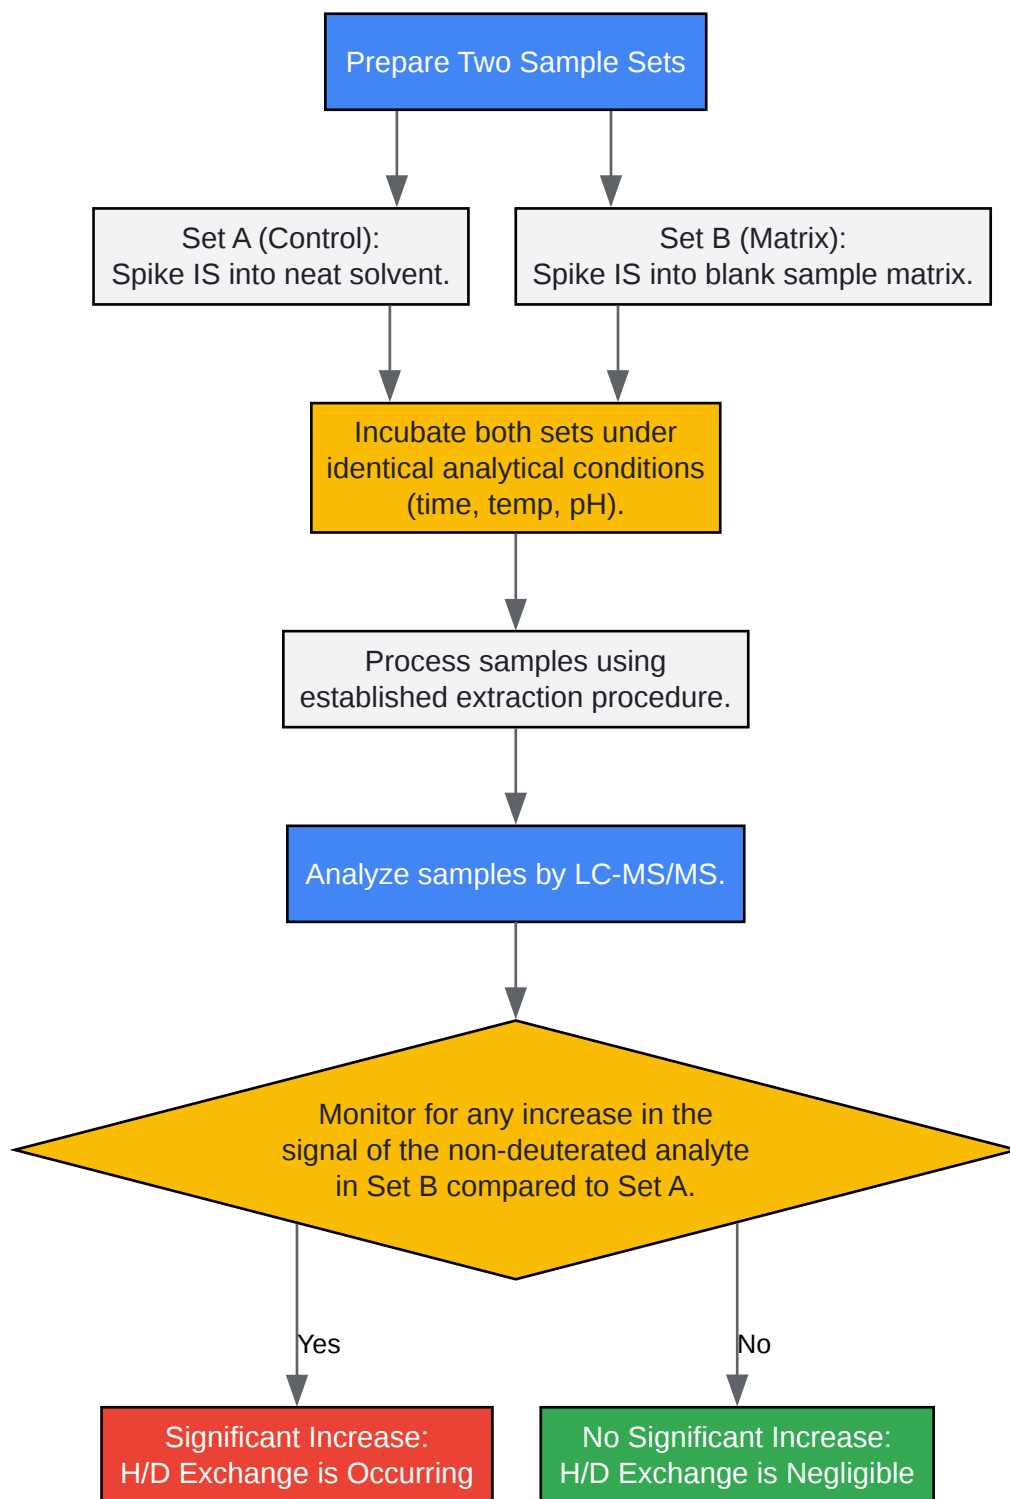 Prepare Two Sample Sets
Set A (Control):
Spike IS into neat solvent.
Set B (Matrix):
Spike IS into blank sample matrix.
Incubate both sets under
identical analytical conditions
(time, temp, pH).
Process samples using
established extraction procedure.
Analyze samples by LC-MS/MS.
Monitor for any increase in the
signal of the non-deuterated analyte
in Set B compared to Set A.
Yes
No
Significant Increase:
H/D Exchange is Occurring
No Significant Increase:
H/D Exchange is Negligible